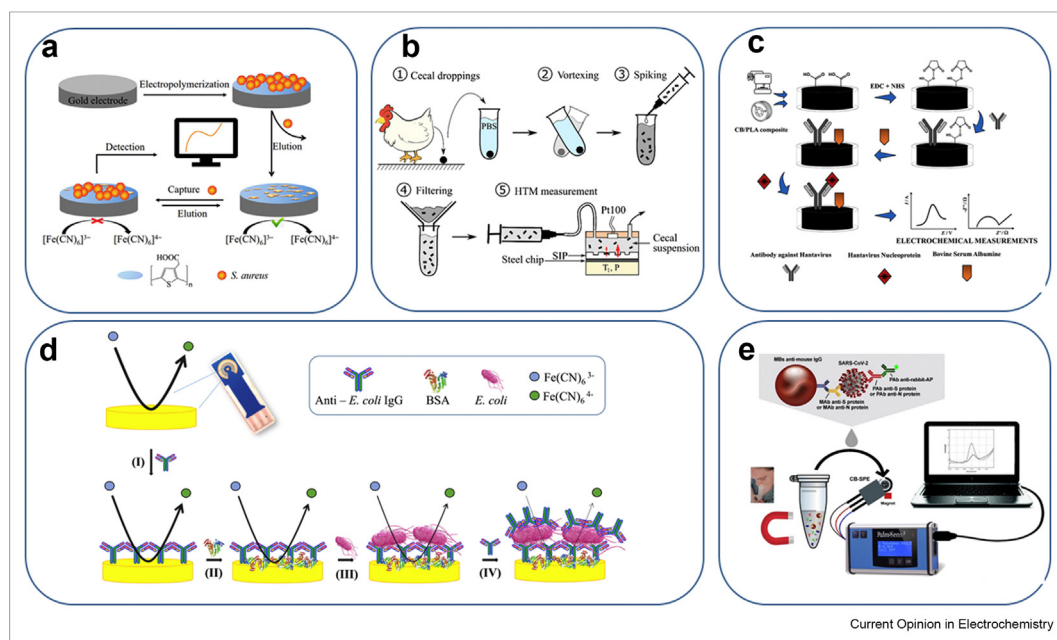 a
Electropolymerization
Gold electrode
Elution
Detection
Capture
Elution
[Fe(CN)₆]³⁻
[Fe(CN)₆]⁴⁻
[Fe(CN)₆]³⁻
[Fe(CN)₆]⁴⁻
HOOC
S
n
S. aureus
b
① Cecal droppings
② Vortexing
③ Spiking
PBS
④ Filtering
⑤ HTM measurement
Pt100
Cecal
suspension
SIP
Steel chip
T₁, P
c
EDC + NHS
CB/PLA composite
I/A
E/V
-Z''/Ω
Z'/Ω
ELECTROCHEMICAL MEASUREMENTS
Antibody against Hantavirus
Hantavirus Nucleoprotein
Bovine Serum Albumine
d
Anti – E. coli IgG
BSA
E. coli
Fe(CN)₆ ³⁻
Fe(CN)₆ ⁴⁻
(I)
(II)
(III)
(IV)
e
MBs anti-mouse IgG
SARS-CoV-2
PAb anti-rabbit-AP
PAb anti-S protein
or PAb anti-N protein
MAb anti-S protein
or MAb anti-N protein
CB-SPE
Magnet
PalmSens³
Current Opinion in Electrochemistry